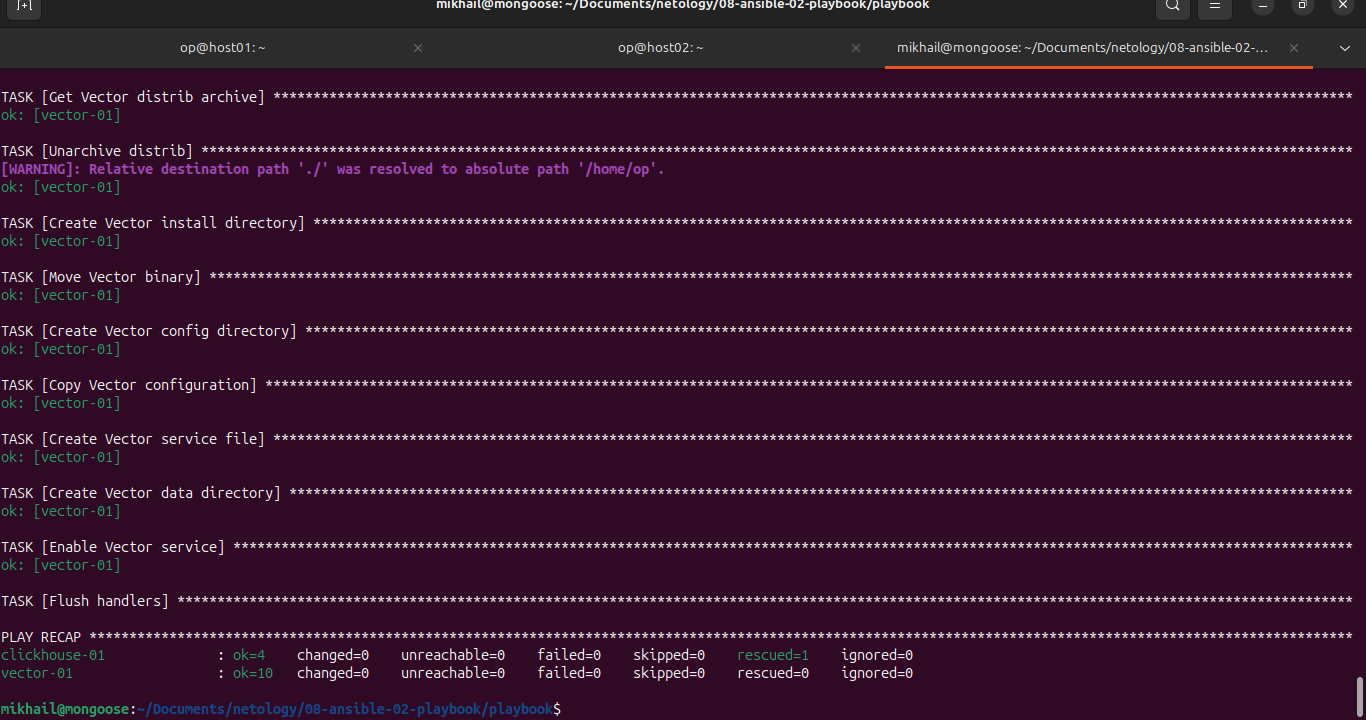 mikhail@mongoose: ~/Documents/netology/08-ansible-02-playbook/playbook
op@host01: ~
op@host02: ~
mikhail@mongoose: ~/Documents/netology/08-ansible-02-...
TASK [Get Vector distrib archive] ***************************************************************************************************************************************
ok: [vector-01]
TASK [Unarchive distrib] ************************************************************************************************************************************************
[WARNING]: Relative destination path './' was resolved to absolute path '/home/op'.
ok: [vector-01]
TASK [Create Vector install directory] **********************************************************************************************************************************
ok: [vector-01]
TASK [Move Vector binary] ***********************************************************************************************************************************************
ok: [vector-01]
TASK [Create Vector config directory] ***********************************************************************************************************************************
ok: [vector-01]
TASK [Copy Vector configuration] ****************************************************************************************************************************************
ok: [vector-01]
TASK [Create Vector service file] ***************************************************************************************************************************************
ok: [vector-01]
TASK [Create Vector data directory] *************************************************************************************************************************************
ok: [vector-01]
TASK [Enable Vector service] ********************************************************************************************************************************************
ok: [vector-01]
TASK [Flush handlers] ***************************************************************************************************************************************************
PLAY RECAP **************************************************************************************************************************************************************
clickhouse-01              : ok=4    changed=0    unreachable=0    failed=0    skipped=0    rescued=1    ignored=0
vector-01                  : ok=10   changed=0    unreachable=0    failed=0    skipped=0    rescued=0    ignored=0
mikhail@mongoose:~/Documents/netology/08-ansible-02-playbook/playbook$